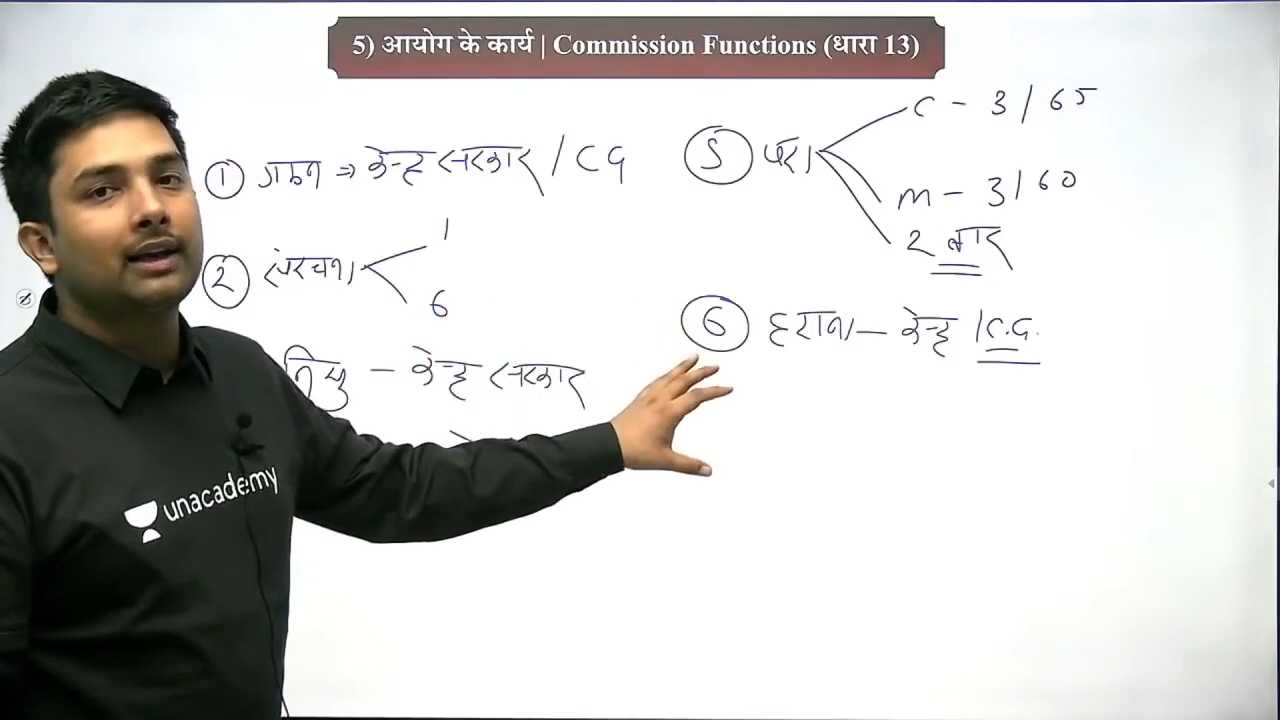 5) आयोग के कार्य | Commission Functions (धारा 13)
① गठन ⇒ केन्द्र सरकार / CG
② संरचना
1
6
नियु – केन्द्र सरकार
⑤ पद
C - 3 / 65
M - 3 / 60
2 बार
⑥ हटाना – केन्द्र / C.G.
unacademy